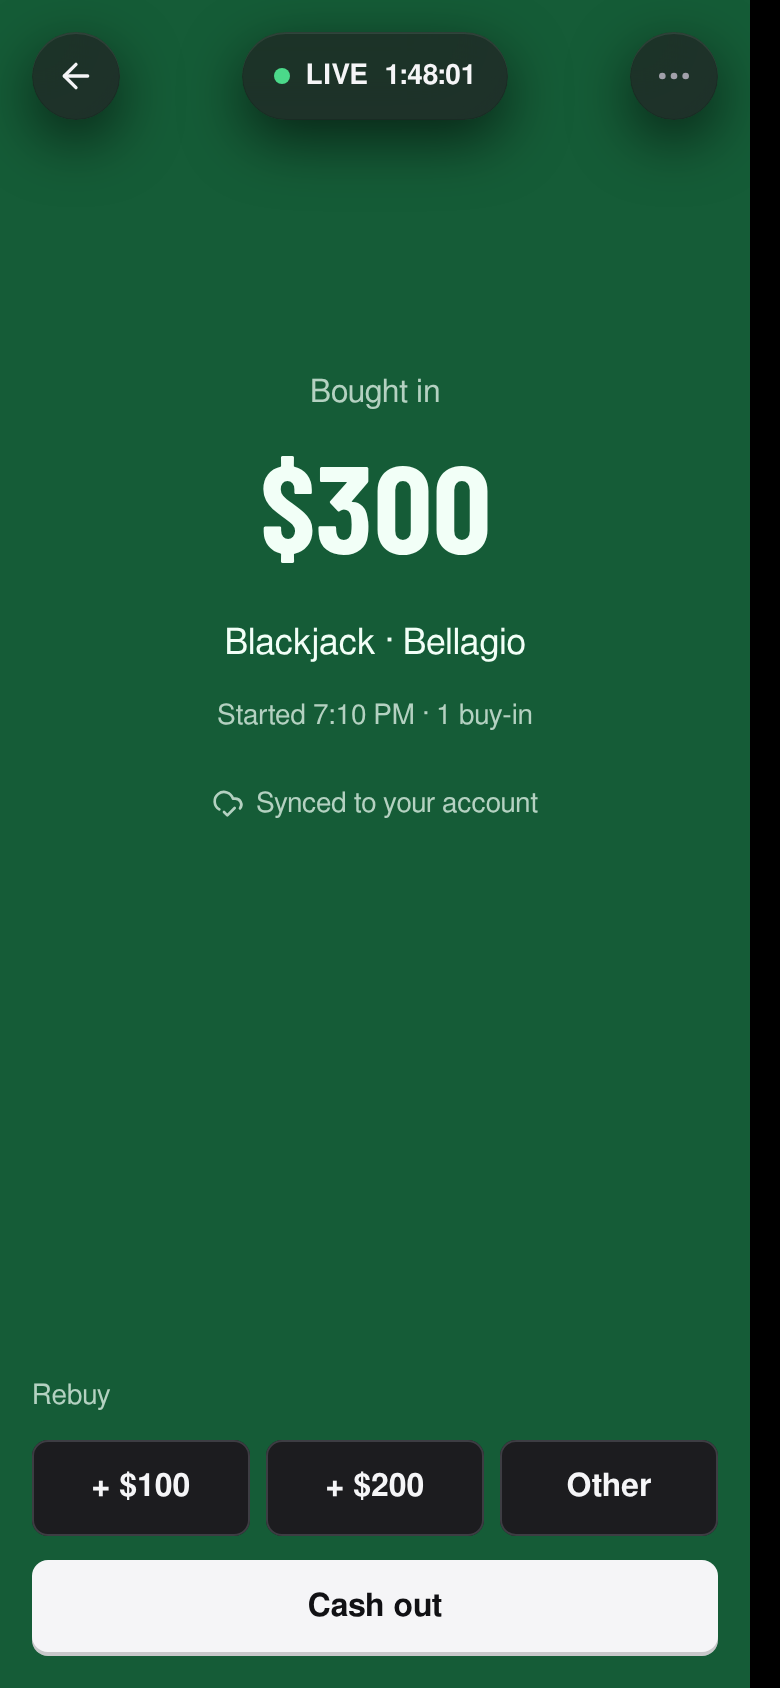 LIVE 1:48:01
Bought in
$300
Blackjack · Bellagio
Started 7:10 PM · 1 buy-in
Synced to your account
Rebuy
+ $100 + $200 Other
Cash out